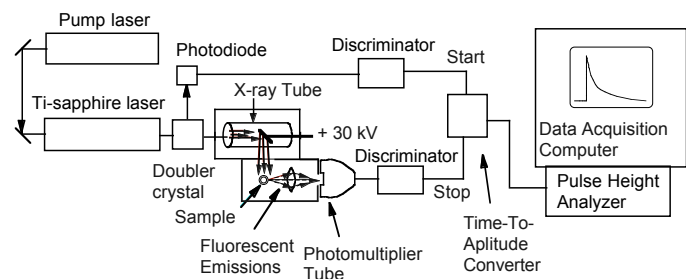 Pump laser
Photodiode
Discriminator
Start
X-ray Tube
Ti-sapphire laser
+ 30 kV
Data Acquisition
Computer
Doubler
crystal
Discriminator
Sample
Stop
Pulse Height
Analyzer
Fluorescent
Emissions
Photomultiplier
Tube
Time-To-
Aplitude
Converter